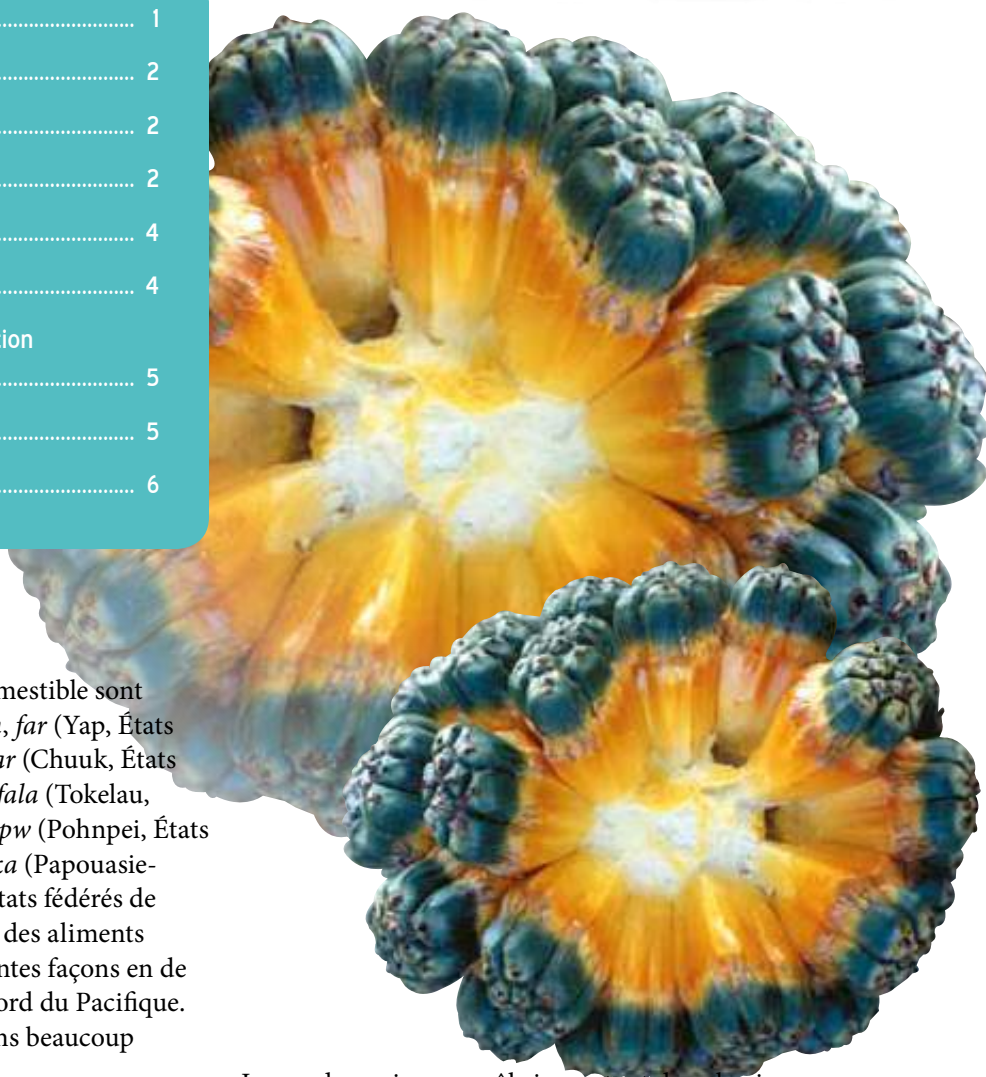 1
2
2
2
4
4
tion
5
5
6
mestible sont
, far (Yap, États
ar (Chuuk, États
fala (Tokelau,
pw (Pohnpei, États
ka (Papouasie-
tats fédérés de
des aliments
ntes façons en de
ord du Pacifique.
ns beaucoup